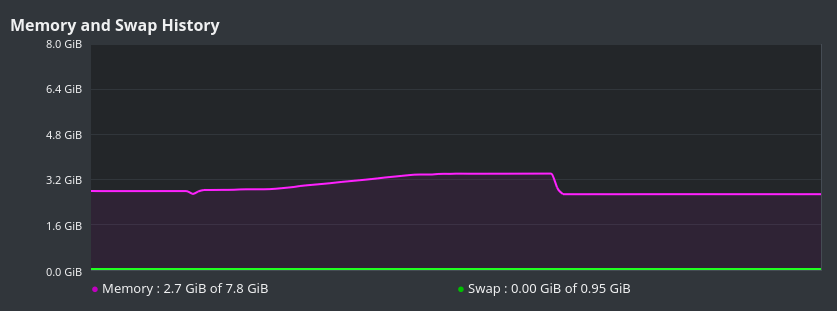 Memory and Swap History
8.0 GiB
6.4 GiB
4.8 GiB
3.2 GiB
1.6 GiB
0.0 GiB
Memory : 2.7 GiB of 7.8 GiB
Swap : 0.00 GiB of 0.95 GiB